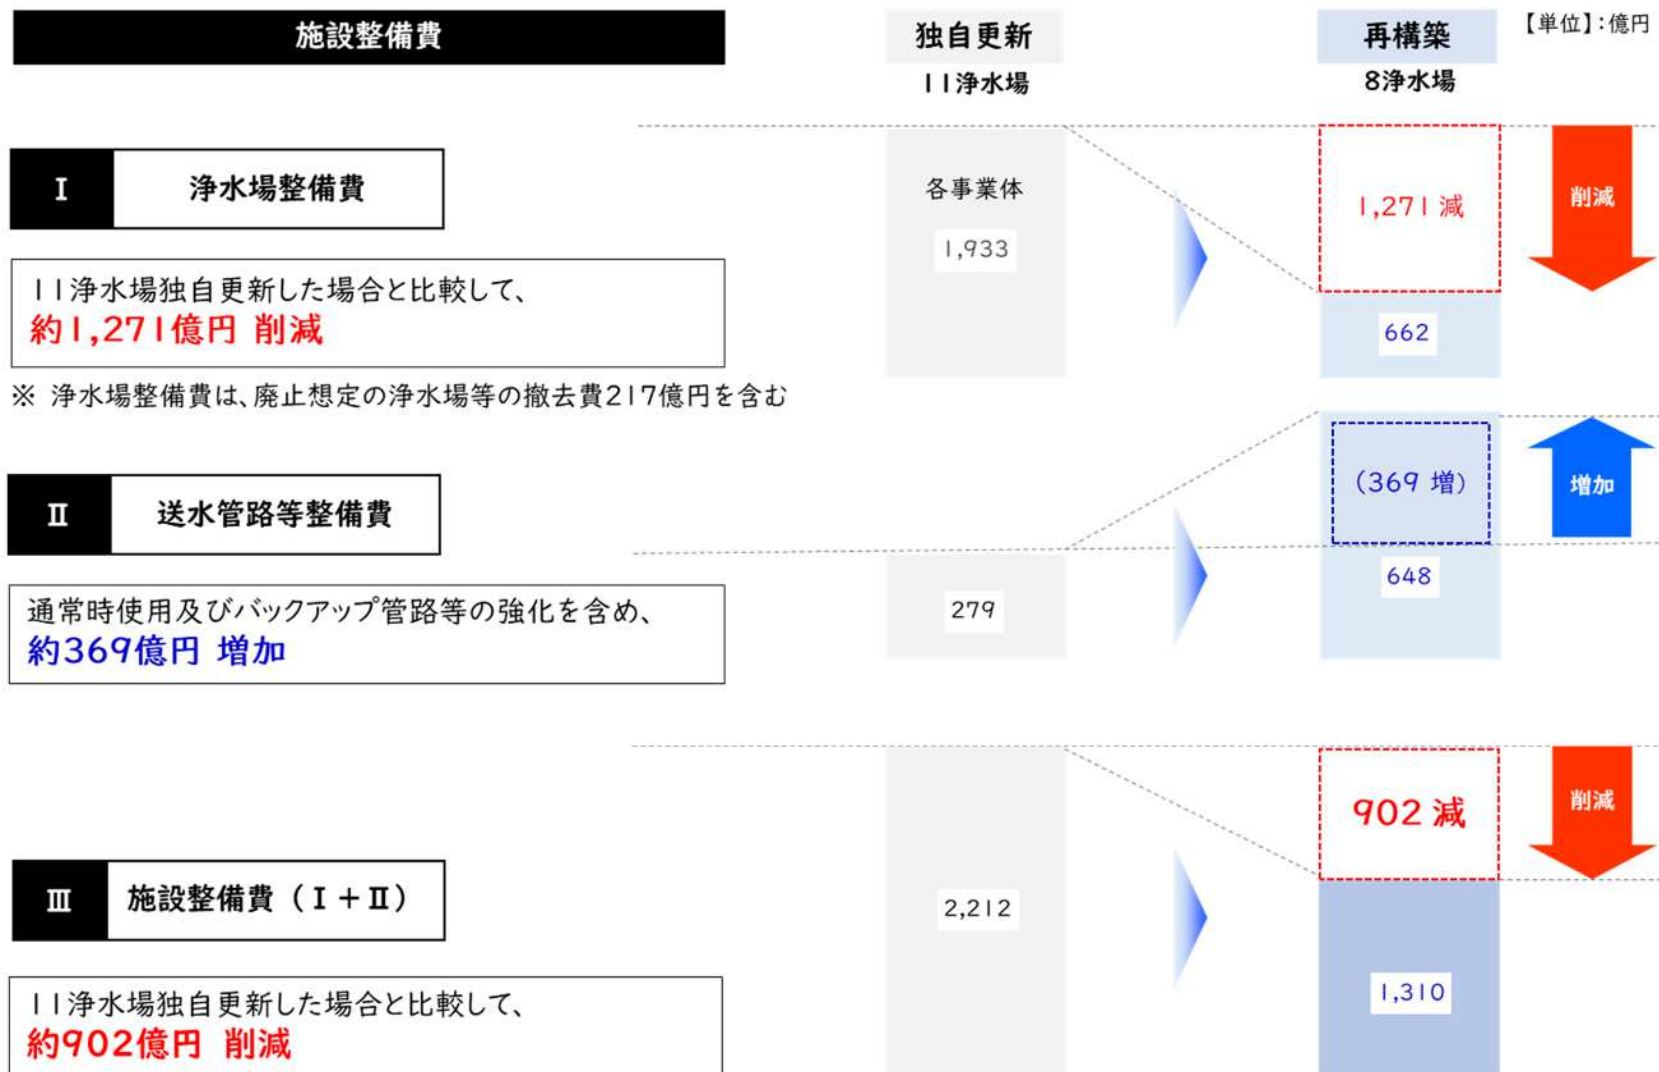 施設整備費
独自更新
再構築
【単位】:億円
11浄水場
8浄水場
Ⅰ 浄水場整備費
各事業体
1,933
1,271 減
削減
662
11浄水場独自更新した場合と比較して、
約1,271億円 削減
※ 浄水場整備費は、廃止想定の浄水場等の撤去費217億円を含む
Ⅱ 送水管路等整備費
279
(369 増)
増加
648
通常時使用及びバックアップ管路等の強化を含め、
約369億円 増加
Ⅲ 施設整備費(Ⅰ+Ⅱ)
2,212
902 減
削減
1,310
11浄水場独自更新した場合と比較して、
約902億円 削減